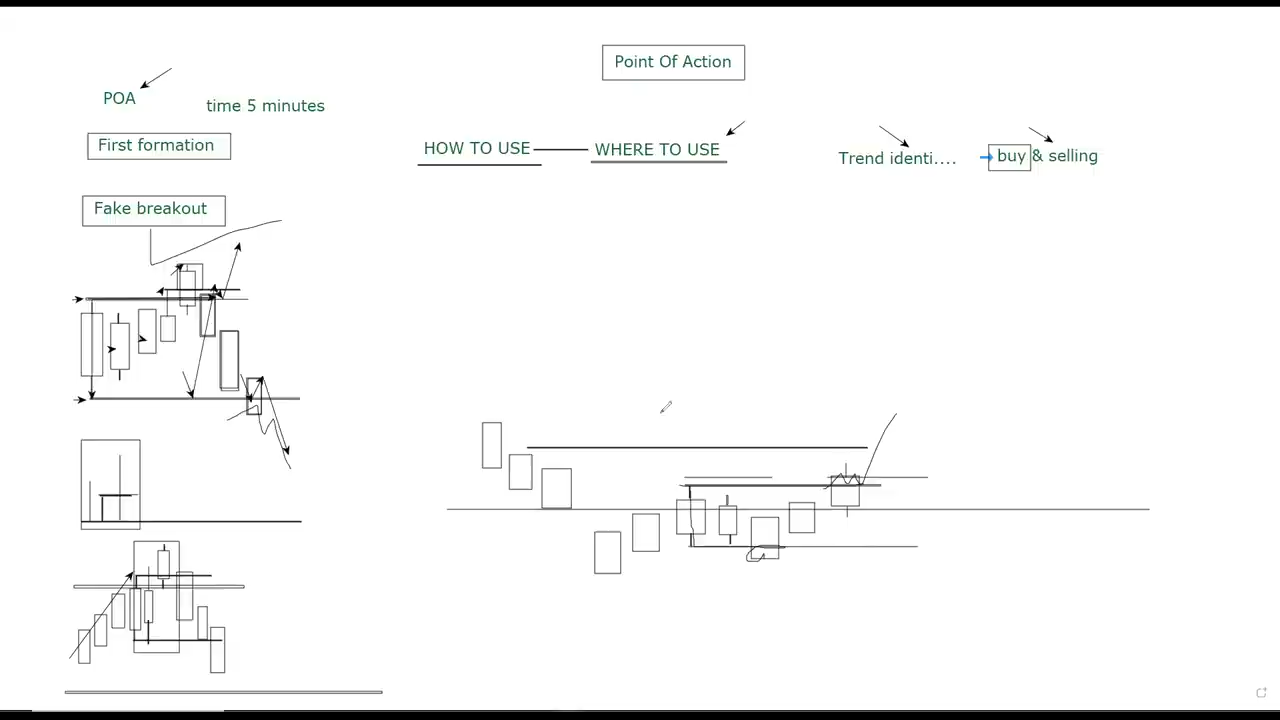 Point Of Action
POA
time 5 minutes
First formation
HOW TO USE
WHERE TO USE
Trend identi....
buy & selling
Fake breakout